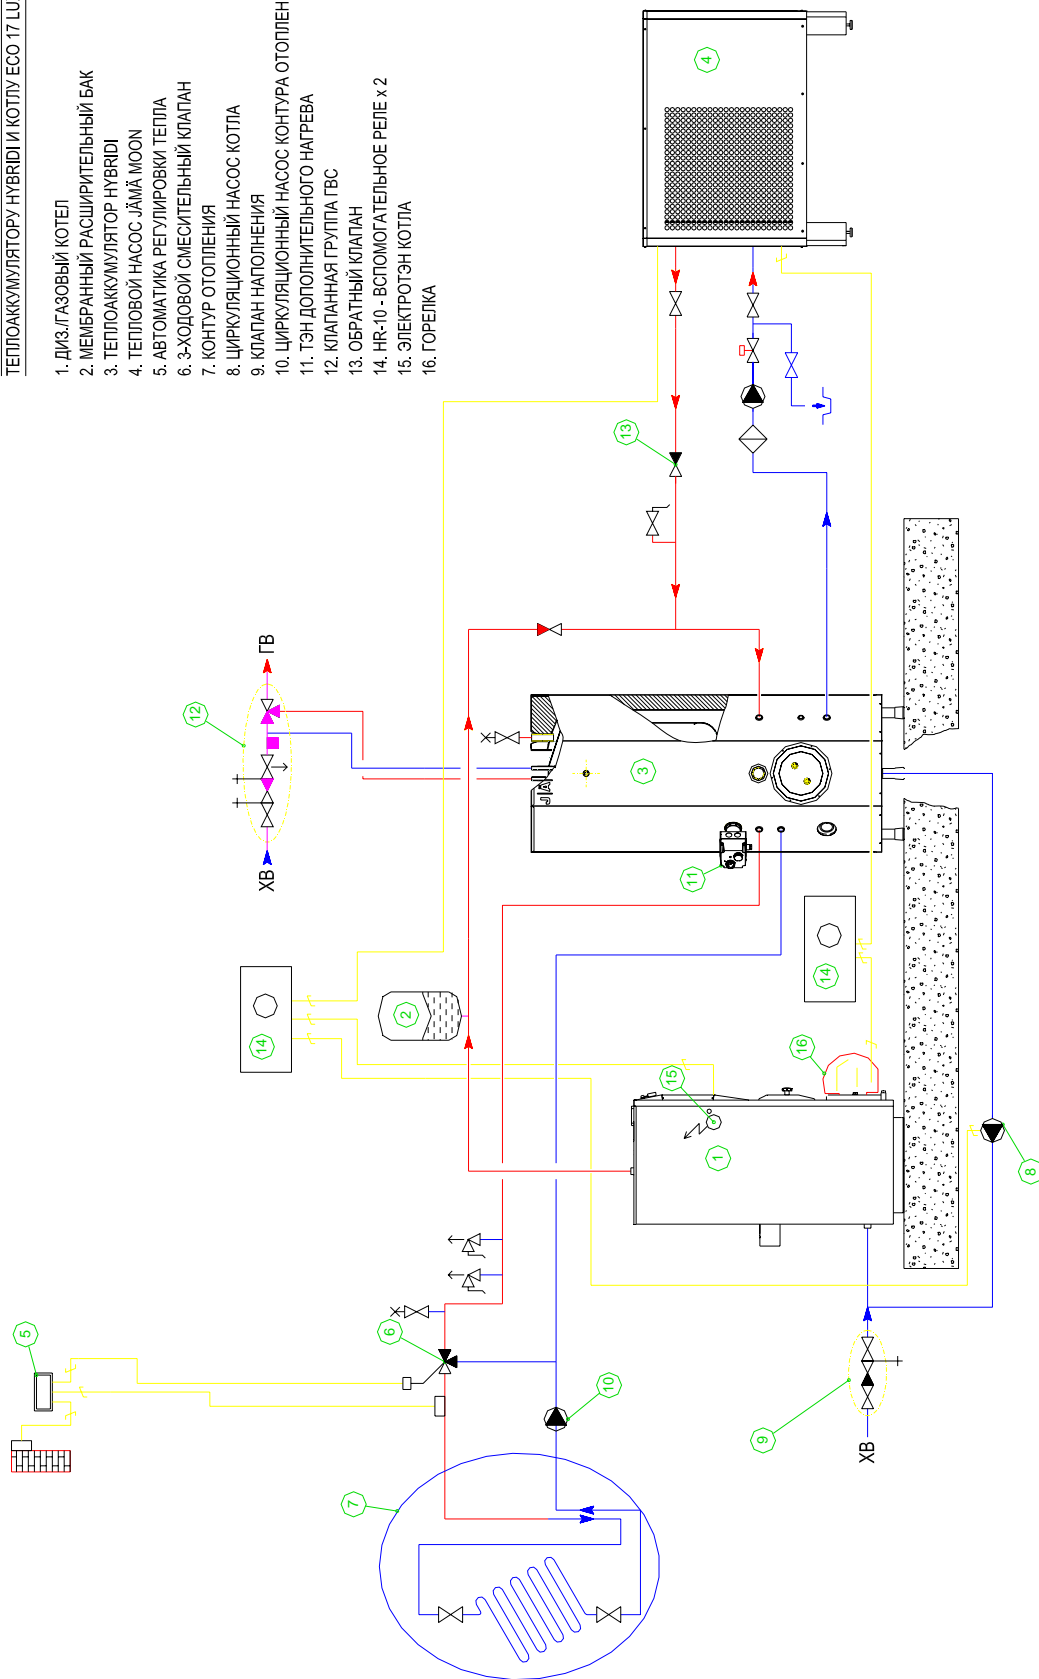 ТЕПЛОАККУМУЛЯТОРУ HYBRIDI И КОТЛУ ECO 17 LU
1. ДИЗ./ГАЗОВЫЙ КОТЕЛ
2. МЕМБРАННЫЙ РАСШИРИТЕЛЬНЫЙ БАК
3. ТЕПЛОАККУМУЛЯТОР HYBRIDI
4. ТЕПЛОВОЙ НАСОС JÄMÄ MOON
5. АВТОМАТИКА РЕГУЛИРОВКИ ТЕПЛА
6. 3-ХОДОВОЙ СМЕСИТЕЛЬНЫЙ КЛАПАН
7. КОНТУР ОТОПЛЕНИЯ
8. ЦИРКУЛЯЦИОННЫЙ НАСОС КОТЛА
9. КЛАПАН НАПОЛНЕНИЯ
10. ЦИРКУЛЯЦИОННЫЙ НАСОС КОНТУРА ОТОПЛЕН
11. ТЭН ДОПОЛНИТЕЛЬНОГО НАГРЕВА
12. КЛАПАННАЯ ГРУППА ГВС
13. ОБРАТНЫЙ КЛАПАН
14. HR-10 - ВСПОМОГАТЕЛЬНОЕ РЕЛЕ x 2
15. ЭЛЕКТРОТЭН КОТЛА
16. ГОРЕЛКА
5
12
ХВ
ГВ
14
2
6
7
10
13
4
15
1
11
3
16
14
9
ХВ
8